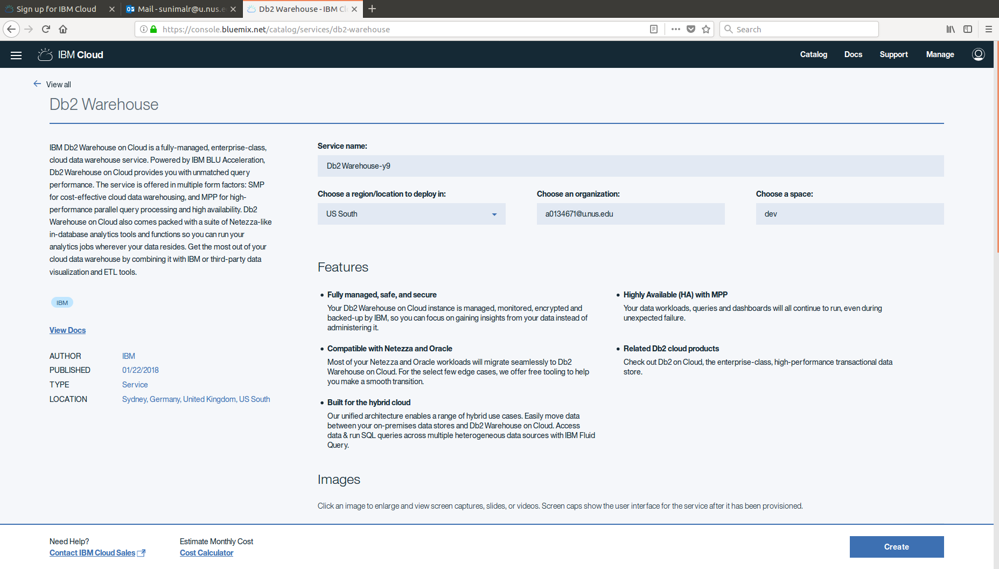 Sign up for IBM Cloud
Mail - sunimalr@u.nus.e
Db2 Warehouse - IBM Cl
https://console.bluemix.net/catalog/services/db2-warehouse
Search
IBM Cloud
Catalog
Docs
Support
Manage
View all
Db2 Warehouse
IBM Db2 Warehouse on Cloud is a fully-managed, enterprise-class,
cloud data warehouse service. Powered by IBM BLU Acceleration,
Db2 Warehouse on Cloud provides you with unmatched query
performance. The service is offered in multiple form factors: SMP
for cost-effective cloud data warehousing, and MPP for high-
performance parallel query processing and high availability. Db2
Warehouse on Cloud also comes packed with a suite of Netezza-like
in-database analytics tools and functions so you can run your
analytics jobs wherever your data resides. Get the most out of your
cloud data warehouse by combining it with IBM or third-party data
visualization and ETL tools.
IBM
View Docs
AUTHOR IBM
PUBLISHED 01/22/2018
TYPE Service
LOCATION Sydney, Germany, United Kingdom, US South
Service name:
Db2 Warehouse-y9
Choose a region/location to deploy in:
US South
Choose an organization:
a0134671@u.nus.edu
Choose a space:
dev
Features
• Fully managed, safe, and secure
Your Db2 Warehouse on Cloud instance is managed, monitored, encrypted and
backed-up by IBM, so you can focus on gaining insights from your data instead of
administering it.
• Highly Available (HA) with MPP
Your data workloads, queries and dashboards will all continue to run, even during
unexpected failure.
• Compatible with Netezza and Oracle
Most of your Netezza and Oracle workloads will migrate seamlessly to Db2
Warehouse on Cloud. For the select few edge cases, we offer free tooling to help
you make a smooth transition.
• Related Db2 cloud products
Check out Db2 on Cloud, the enterprise-class, high-performance transactional data
store.
• Built for the hybrid cloud
Our unified architecture enables a range of hybrid use cases. Easily move data
between your on-premises data stores and Db2 Warehouse on Cloud. Access
data & run SQL queries across multiple heterogeneous data sources with IBM Fluid
Query.
Images
Click an image to enlarge and view screen captures, slides, or videos. Screen caps show the user interface for the service after it has been provisioned.
Need Help?
Contact IBM Cloud Sales
Estimate Monthly Cost
Cost Calculator
Create